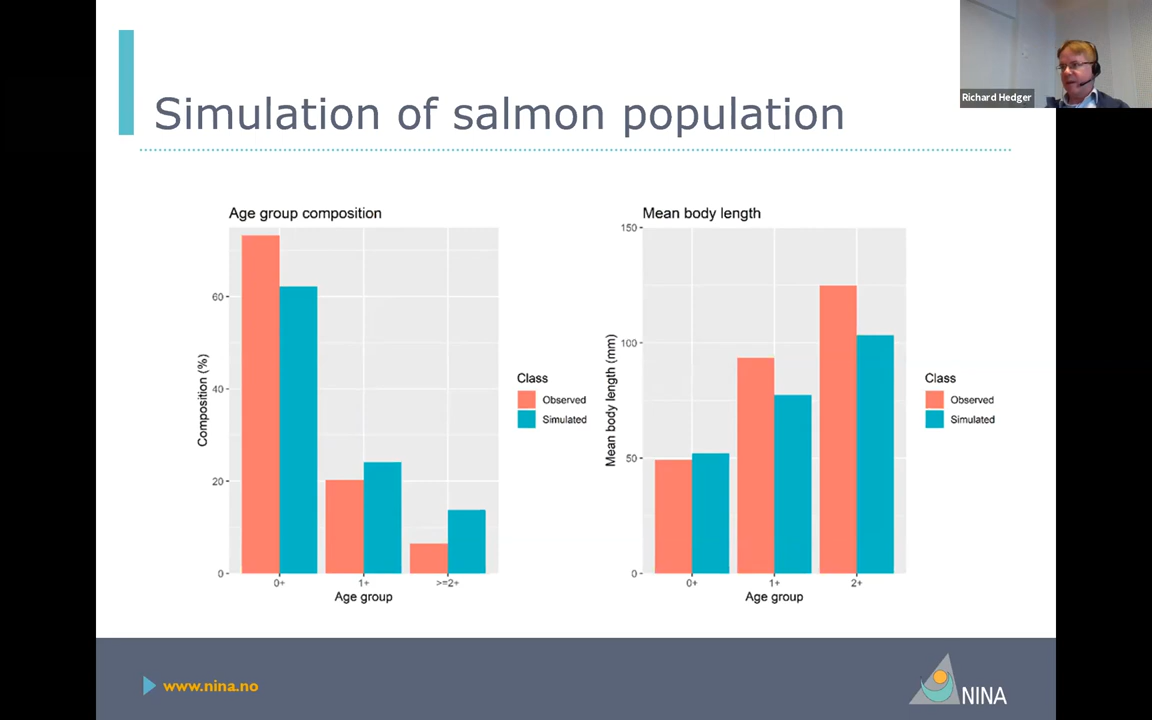 Richard Hedger
Simulation of salmon population
Age group composition
Composition (%)
60
40
20
0
0+
1+
>=2+
Age group
Class
Observed
Simulated
Mean body length
Mean body length (mm)
150
100
50
0
0+
1+
2+
Age group
Class
Observed
Simulated
www.nina.no
NINA